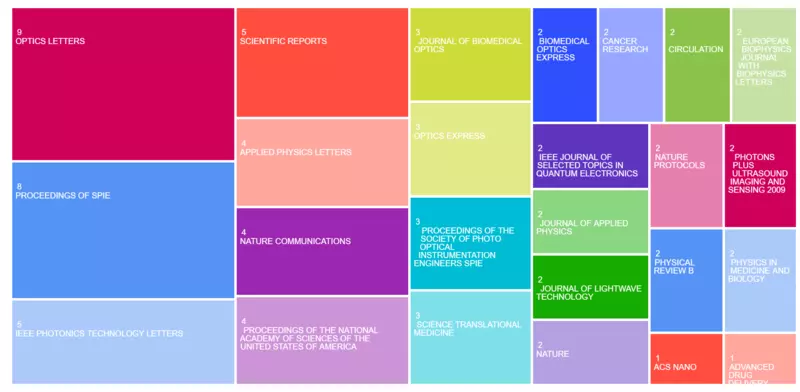 9
OPTICS LETTERS
8
PROCEEDINGS OF SPIE
5
IEEE PHOTONICS TECHNOLOGY LETTERS
5
SCIENTIFIC REPORTS
4
APPLIED PHYSICS LETTERS
4
NATURE COMMUNICATIONS
4
PROCEEDINGS OF THE NATIONAL
ACADEMY OF SCIENCES OF THE
UNITED STATES OF AMERICA
3
JOURNAL OF BIOMEDICAL
OPTICS
3
OPTICS EXPRESS
3
PROCEEDINGS OF THE
SOCIETY OF PHOTO
OPTICAL
INSTRUMENTATION
ENGINEERS SPIE
3
SCIENCE TRANSLATIONAL
MEDICINE
2
BIOMEDICAL
OPTICS
EXPRESS
2
CANCER
RESEARCH
2
CIRCULATION
2
EUROPEAN
BIOPHYSICS
JOURNAL
WITH
BIOPHYSICS
LETTERS
2
IEEE JOURNAL OF
SELECTED TOPICS IN
QUANTUM ELECTRONICS
2
JOURNAL OF APPLIED
PHYSICS
2
JOURNAL OF LIGHTWAVE
TECHNOLOGY
2
NATURE
2
NATURE
PROTOCOLS
2
PHOTONS
PLUS
ULTRASOUND
IMAGING AND
SENSING 2009
2
PHYSICAL
REVIEW B
2
PHYSICS IN
MEDICINE AND
BIOLOGY
1
ACS NANO
1
ADVANCED
DRUG
DELIVERY